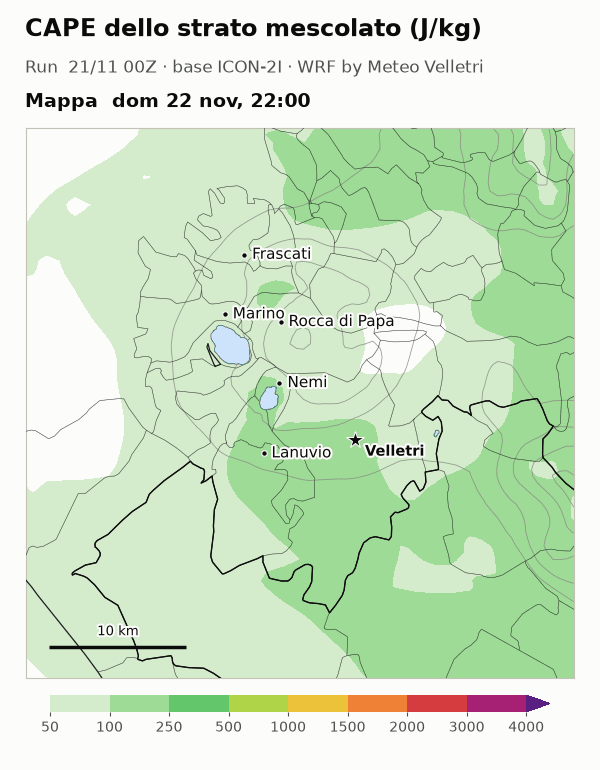 CAPE dello strato mescolato (J/kg)
Run  21/11 00Z · base ICON-2I · WRF by Meteo Velletri
Mappa  dom 22 nov, 22:00
Frascati
Marino
Rocca di Papa
Nemi
Velletri
Lanuvio
10 km
50 100 250 500 1000 1500 2000 3000 4000